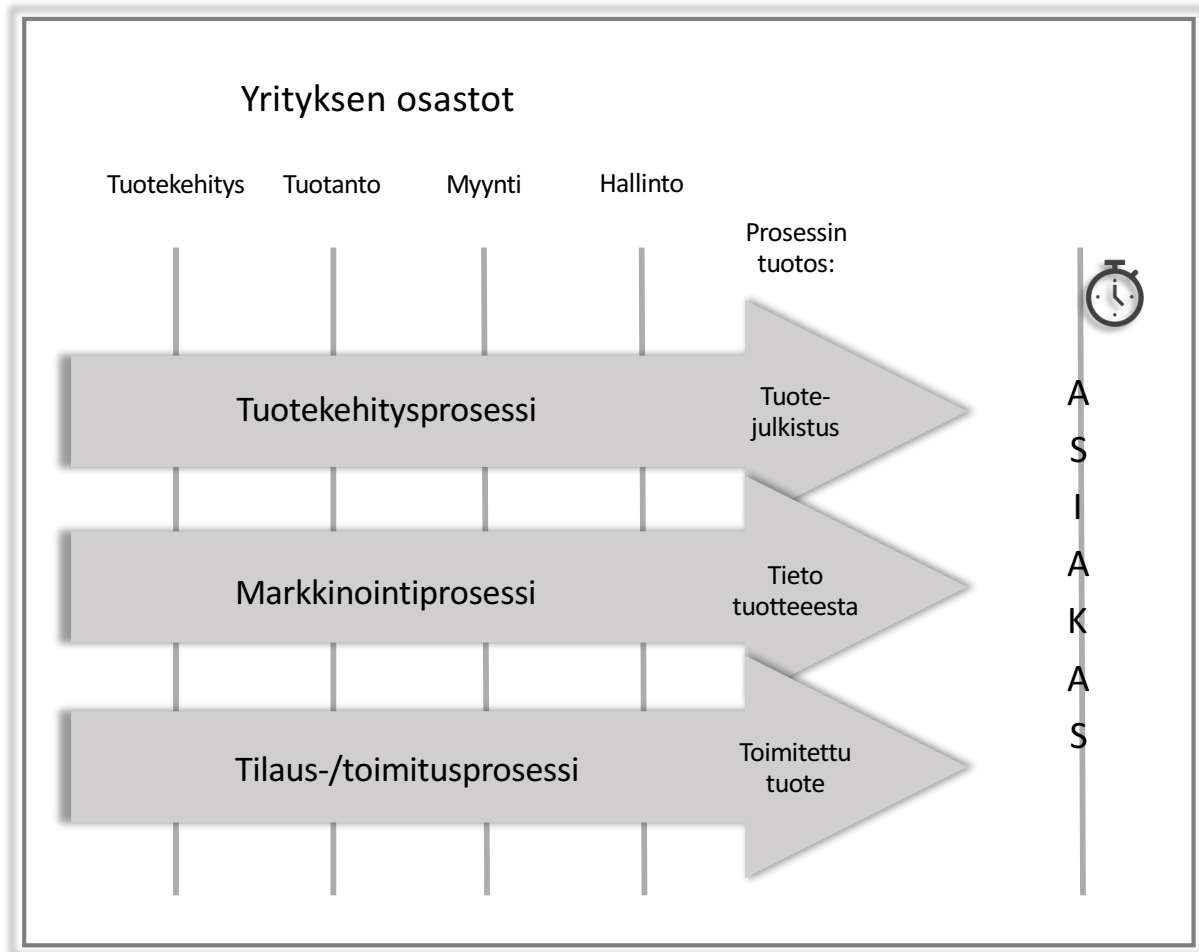 Yrityksen osastot
Tuotekehitys Tuotanto Myynti Hallinto
Prosessin
tuotos:
Tuotekehitysprosessi
Tuote-
julkistus
Markkinointiprosessi
Tieto
tuotteeesta
Tilaus-/toimitusprosessi
Toimitettu
tuote
A
S
I
A
K
A
S